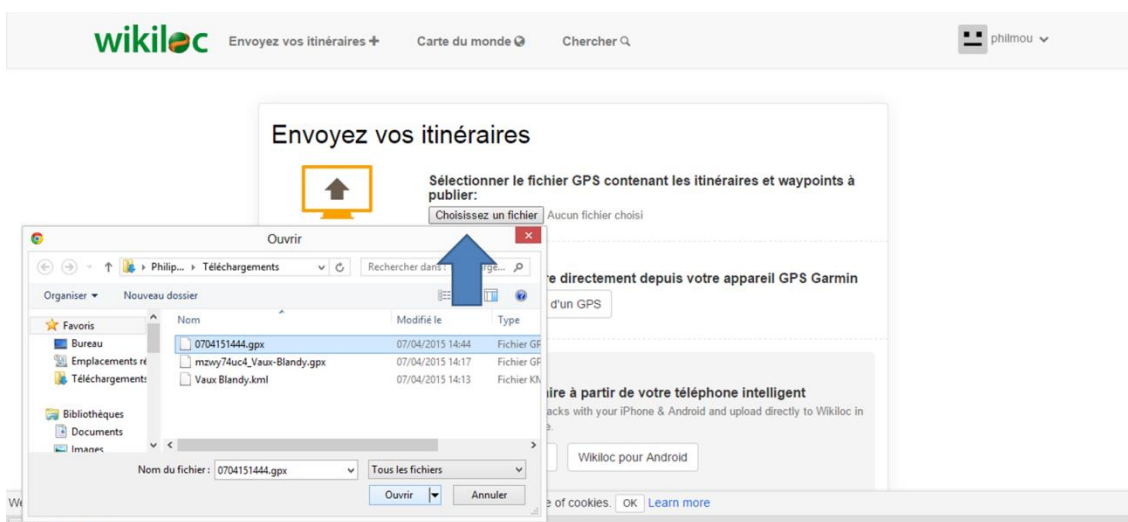 wikiloc Envoyez vos itinéraires + Carte du monde Chercher philmou
Envoyez vos itinéraires
Sélectionner le fichier GPS contenant les itinéraires et waypoints à
publier:
Choisissez un fichier Aucun fichier choisi
Ouvrir
Philip... Téléchargements Rechercher dans :
directement depuis votre appareil GPS Garmin
Organiser Nouveau dossier
d'un GPS
Favoris Nom Modifié le Type
Bureau 0704151444.gpx 07/04/2015 14:44 Fichier GP
Emplacements ré mzwy74uc4_Vaux-Blandy.gpx 07/04/2015 14:17 Fichier GP
Téléchargements Vaux Blandy.kml 07/04/2015 14:13 Fichier KM
ire à partir de votre téléphone intelligent
acks with your iPhone & Android and upload directly to Wikiloc in
Bibliothèques
Documents
Images
Wikiloc pour Android
Nom du fichier : 0704151444.gpx Tous les fichiers
Ouvrir Annuler
We
e of cookies. OK Learn more